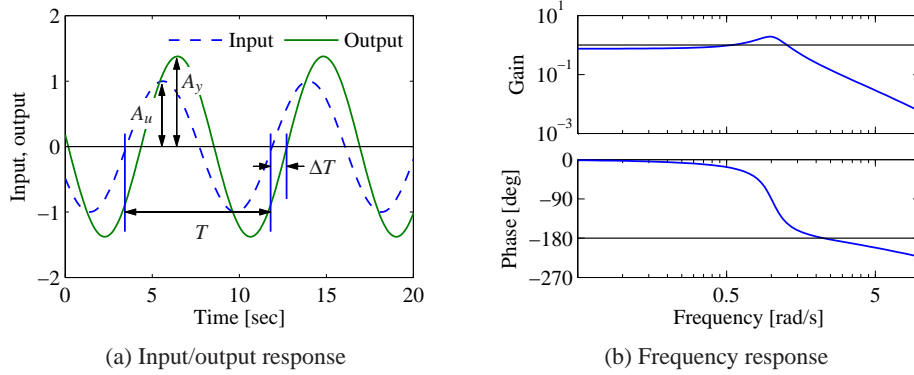 Input Output
2
1
0
−1
−2
Input, output
A_u
A_y
ΔT
T
0 5 10 15 20
Time [sec]
(a) Input/output response
10^1
10^−1
10^−3
Gain
0
−90
−180
−270
Phase [deg]
0.5 5
Frequency [rad/s]
(b) Frequency response